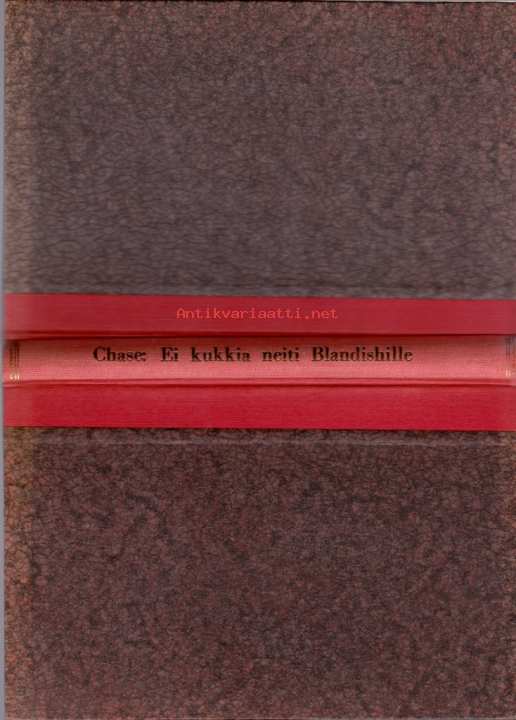 Antikvariaatti.net
Chase: Ei kukkia neiti Blandishille